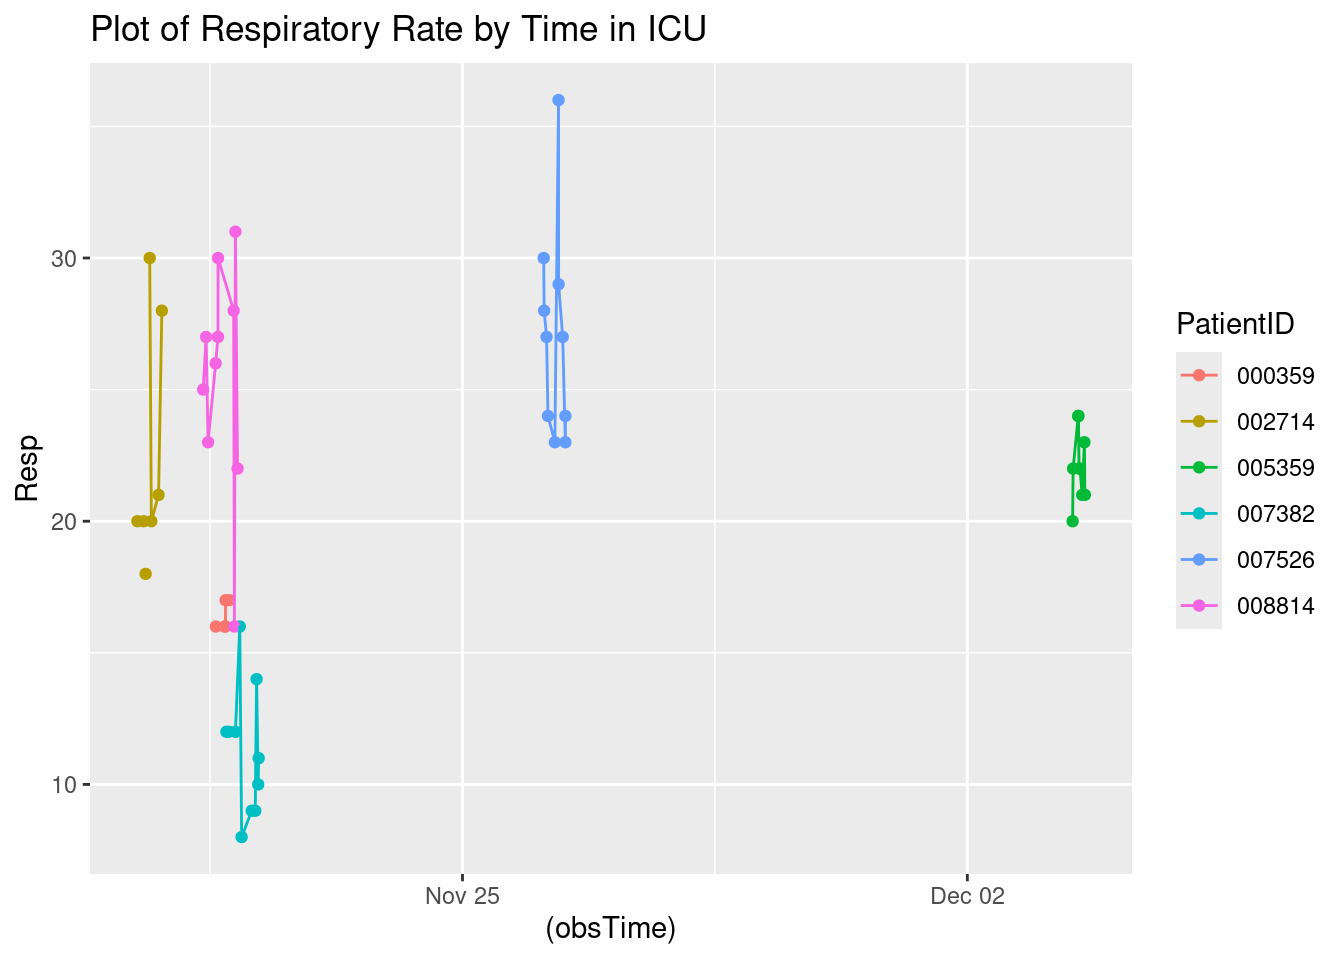 Plot of Respiratory Rate by Time in ICU
Resp
30
20
10
Nov 25
Dec 02
(obsTime)
PatientID
000359
002714
005359
007382
007526
008814